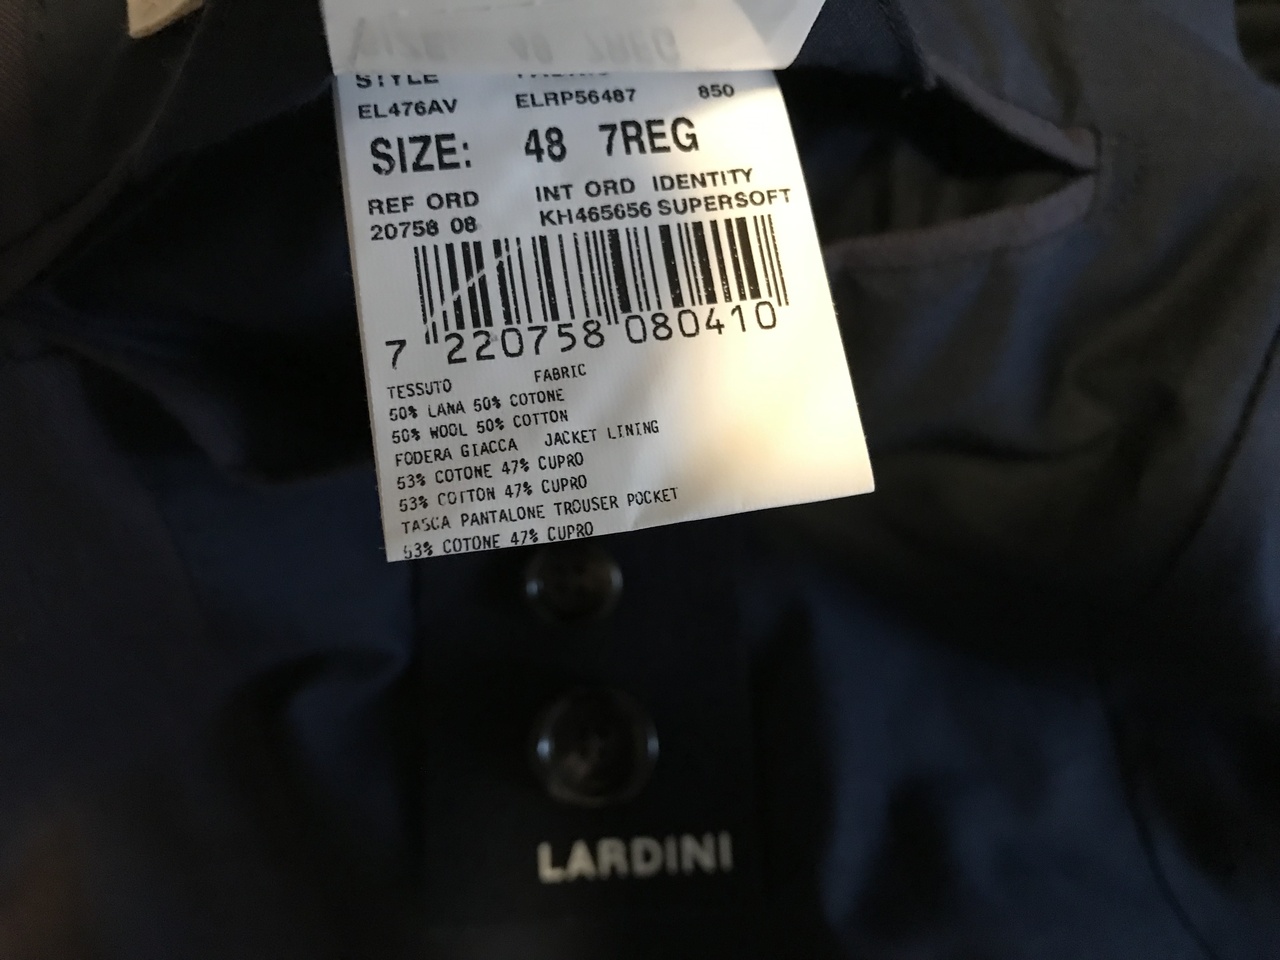 STYLE
EL476AV ELRP56487 850
SIZE: 48 7REG
REF ORD INT ORD IDENTITY
20758 08 KH465656 SUPERSOFT
7 220758 080410
TESSUTO FABRIC
50% LANA 50% COTONE
50% WOOL 50% COTTON
FODERA GIACCA JACKET LINING
53% COTONE 47% CUPRO
53% COTTON 47% CUPRO
TASCA PANTALONE TROUSER POCKET
53% COTONE 47% CUPRO
LARDINI